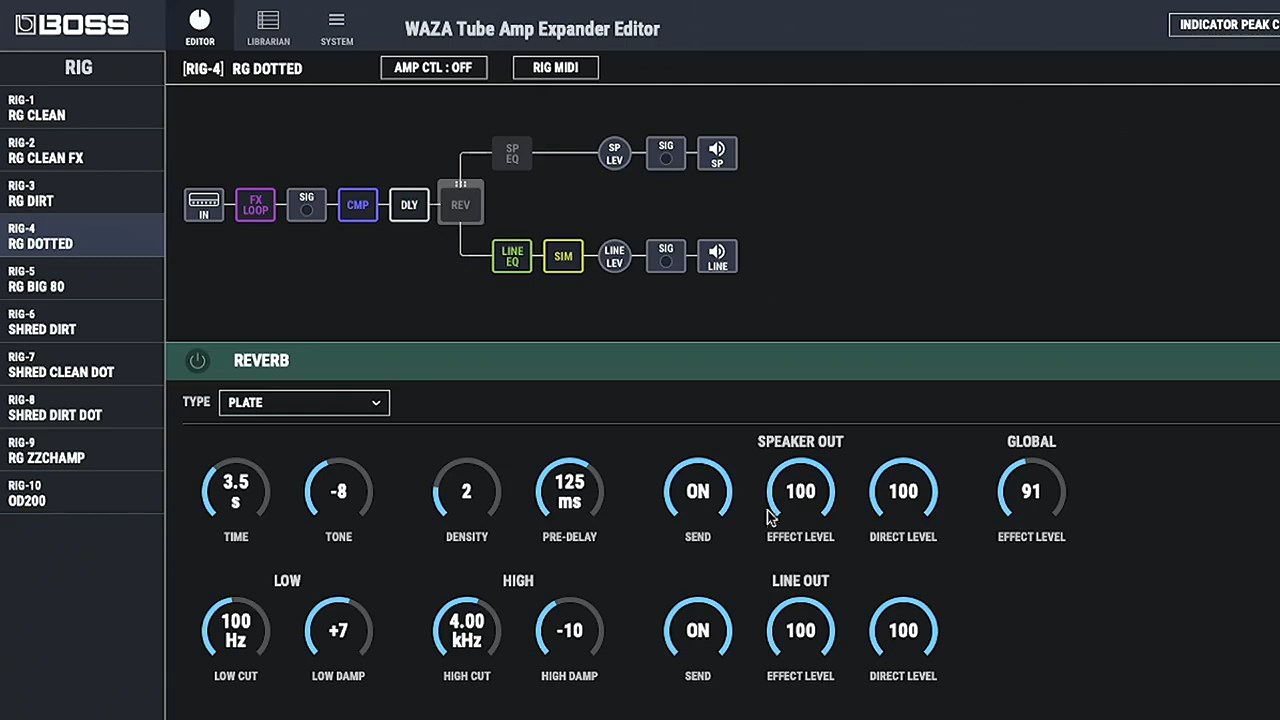 BOSS
EDITOR
LIBRARIAN
SYSTEM
WAZA Tube Amp Expander Editor
INDICATOR PEAK C
RIG
[RIG-4] RG DOTTED
AMP CTL : OFF
RIG MIDI
RIG-1
RG CLEAN
RIG-2
RG CLEAN FX
RIG-3
RG DIRT
RIG-4
RG DOTTED
RIG-5
RG BIG 80
RIG-6
SHRED DIRT
RIG-7
SHRED CLEAN DOT
RIG-8
SHRED DIRT DOT
RIG-9
RG ZZCHAMP
RIG-10
OD200
SP
EQ
SP
LEV
SIG
SP
IN
FX
LOOP
SIG
CMP
DLY
REV
LINE
EQ
SIM
LINE
LEV
SIG
LINE
REVERB
TYPE PLATE
SPEAKER OUT
GLOBAL
3.5
s
-8
2
125
ms
ON
100
100
91
TIME
TONE
DENSITY
PRE-DELAY
SEND
EFFECT LEVEL
DIRECT LEVEL
EFFECT LEVEL
LOW
HIGH
LINE OUT
100
Hz
+7
4.00
kHz
-10
ON
100
100
LOW CUT
LOW DAMP
HIGH CUT
HIGH DAMP
SEND
EFFECT LEVEL
DIRECT LEVEL